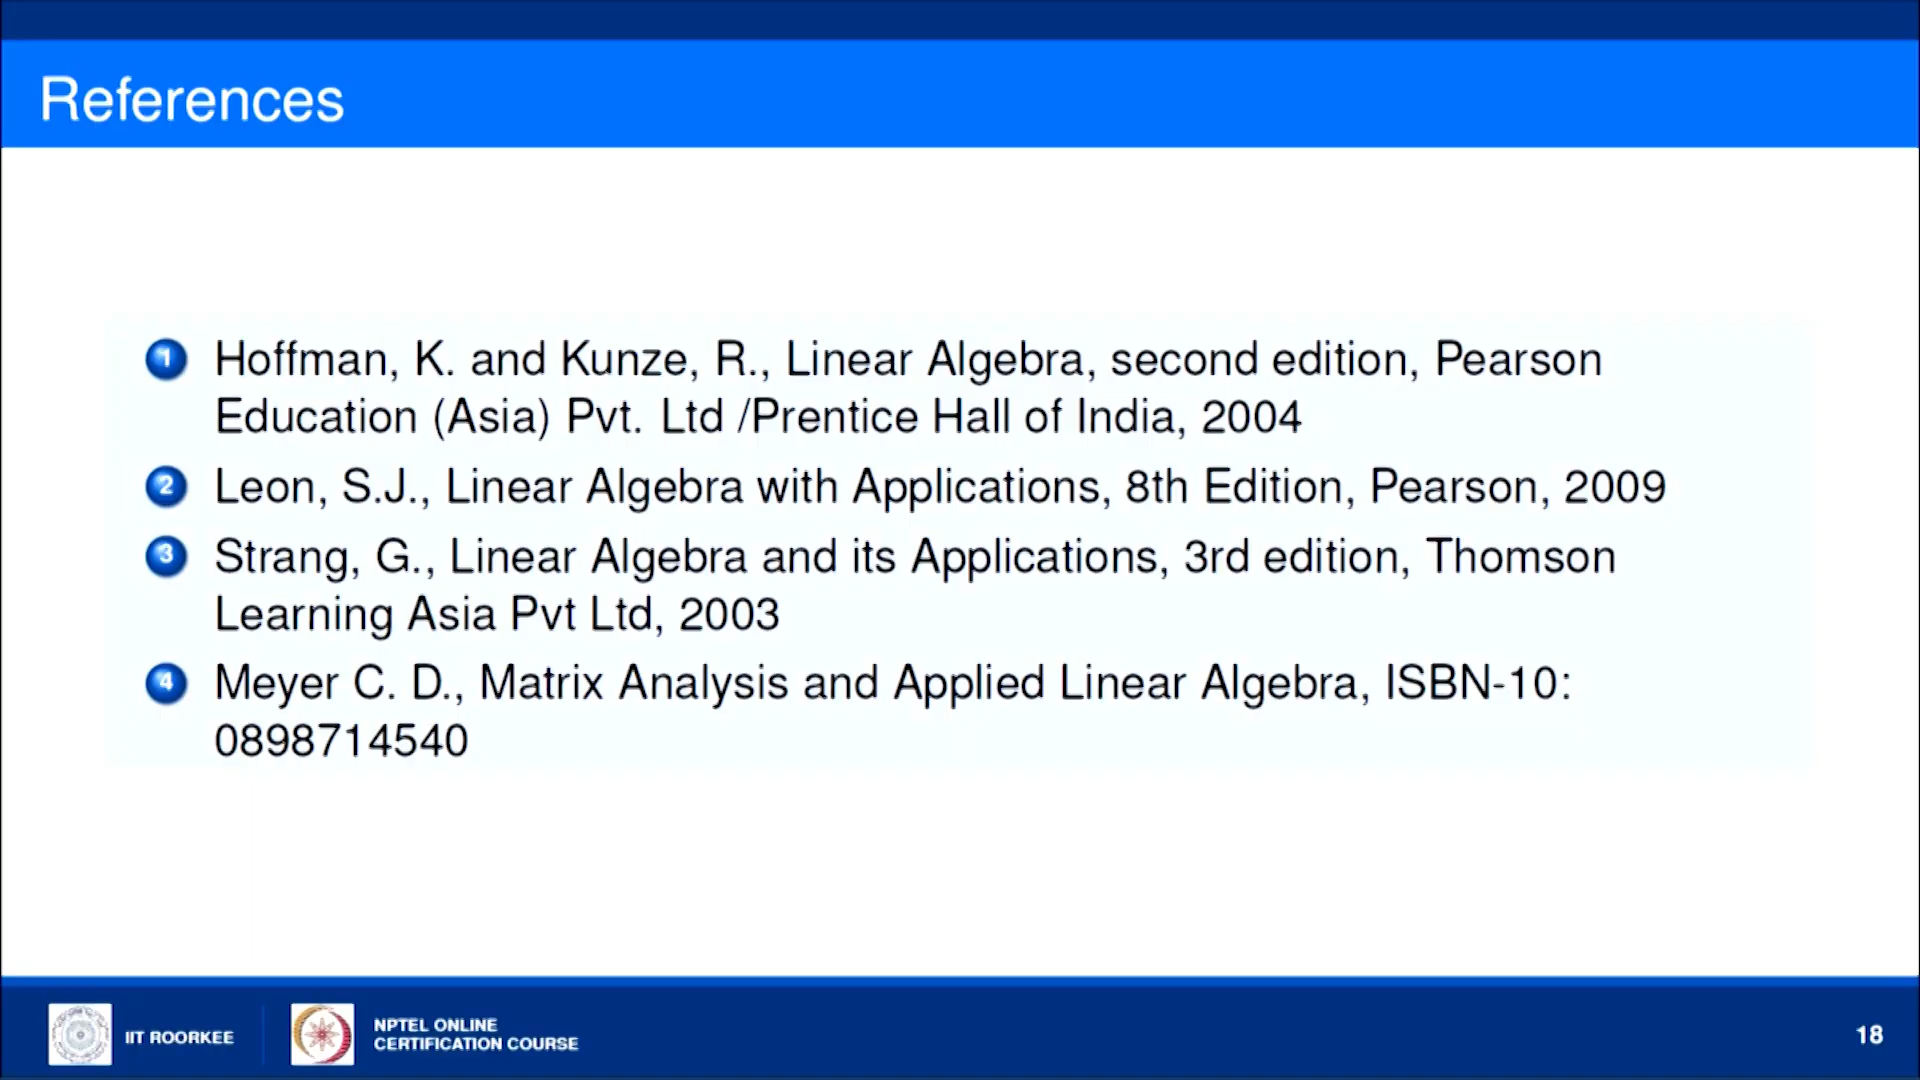 References
1 Hoffman, K. and Kunze, R., Linear Algebra, second edition, Pearson
Education (Asia) Pvt. Ltd /Prentice Hall of India, 2004
2 Leon, S.J., Linear Algebra with Applications, 8th Edition, Pearson, 2009
3 Strang, G., Linear Algebra and its Applications, 3rd edition, Thomson
Learning Asia Pvt Ltd, 2003
4 Meyer C. D., Matrix Analysis and Applied Linear Algebra, ISBN-10:
0898714540
IIT ROORKEE
NPTEL ONLINE
CERTIFICATION COURSE
18